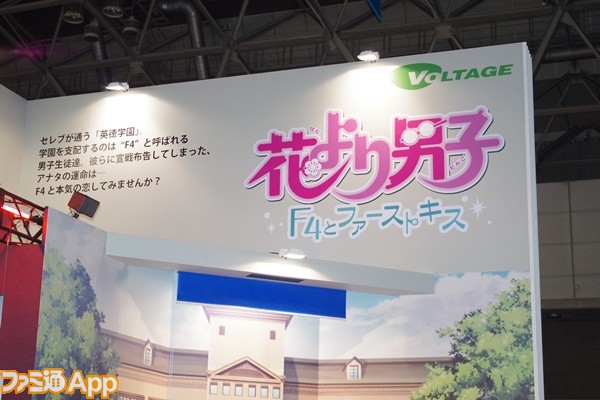 VOLTAGE
セレブが通う「英徳学園」。
学園を支配するのは“F4”と呼ばれる
男子生徒達。彼らに宣戦布告してしまった、
アナタの運命は―
F4と本気の恋してみませんか？
花より男子
F4とファーストキス
ファミ通App